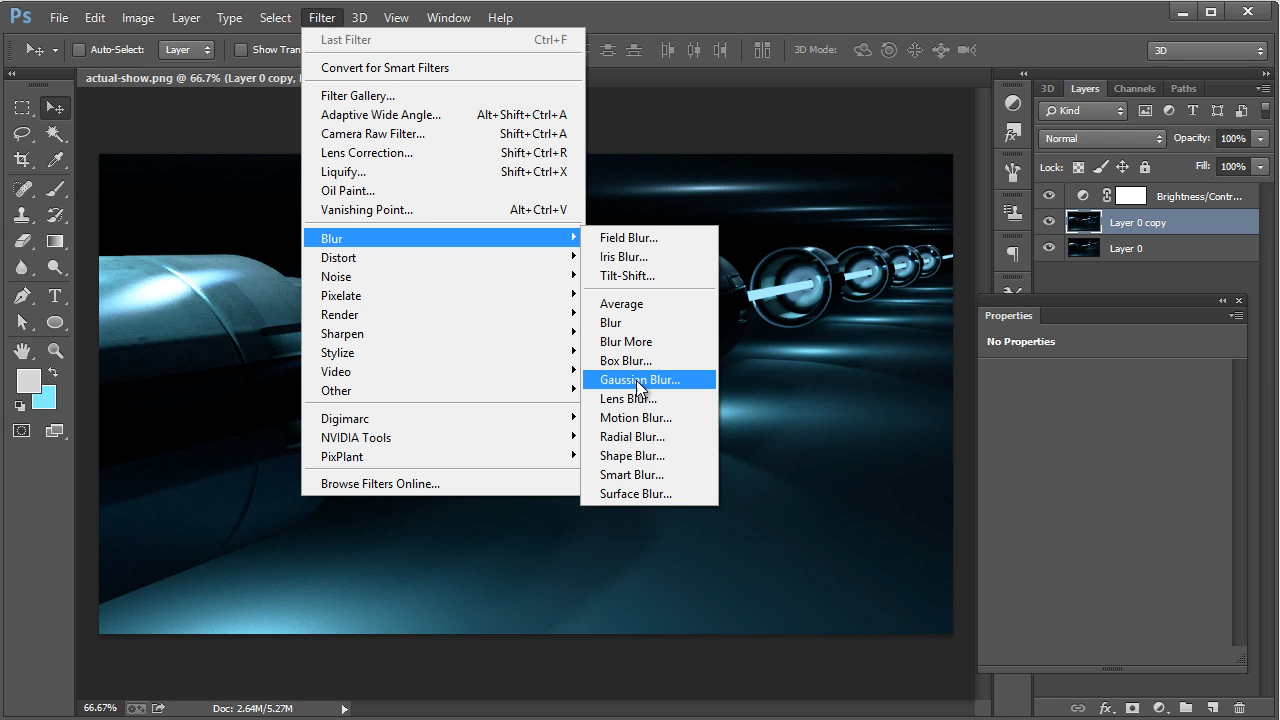 Ps File Edit Image Layer Type Select Filter 3D View Window Help
Auto-Select: Layer Show 3D Mode: 3D
actual-show.png @ 66.7% (Layer 0 copy,
Last Filter Ctrl+F
Convert for Smart Filters
Filter Gallery...
Adaptive Wide Angle... Alt+Shift+Ctrl+A
Camera Raw Filter... Shift+Ctrl+A
Lens Correction... Shift+Ctrl+R
Liquify... Shift+Ctrl+X
Oil Paint...
Vanishing Point... Alt+Ctrl+V
Blur
Distort
Noise
Pixelate
Render
Sharpen
Stylize
Video
Other
Digimarc
NVIDIA Tools
PixPlant
Browse Filters Online...
Field Blur...
Iris Blur...
Tilt-Shift...
Average
Blur
Blur More
Box Blur...
Gaussian Blur...
Lens Blur...
Motion Blur...
Radial Blur...
Shape Blur...
Smart Blur...
Surface Blur...
3D Layers Channels Paths
Kind
Normal Opacity: 100%
Lock: Fill: 100%
Brightness/Contr...
Layer 0 copy
Layer 0
Properties
No Properties
66.67% Doc: 2.64M/5.27M